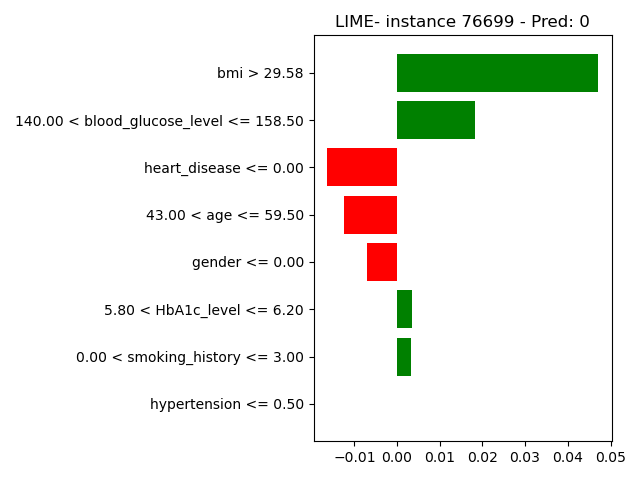 LIME- instance 76699 - Pred: 0
bmi > 29.58
140.00 < blood_glucose_level <= 158.50
heart_disease <= 0.00
43.00 < age <= 59.50
gender <= 0.00
5.80 < HbA1c_level <= 6.20
0.00 < smoking_history <= 3.00
hypertension <= 0.50
−0.01 0.00 0.01 0.02 0.03 0.04 0.05